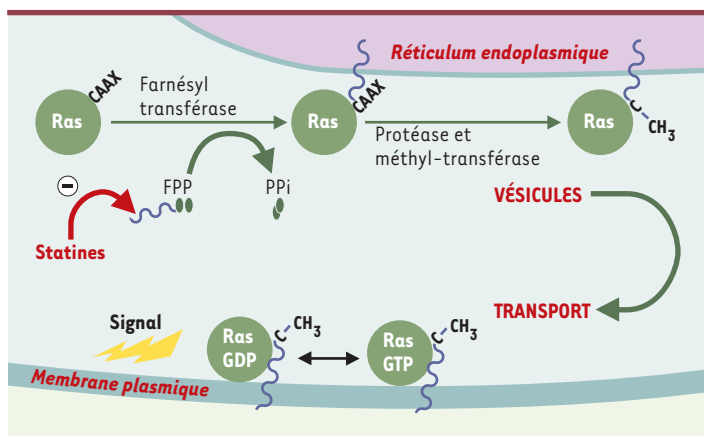 Réticulum endoplasmique
CAAX
Ras
Farnésyl
transférase
CAAX
Ras
Protéase et
méthyl-transférase
Ras
C
CH3
FPP
PPi
–
Statines
VÉSICULES
TRANSPORT
Signal
Ras
GDP
C
CH3
Ras
GTP
C
CH3
Membrane plasmique